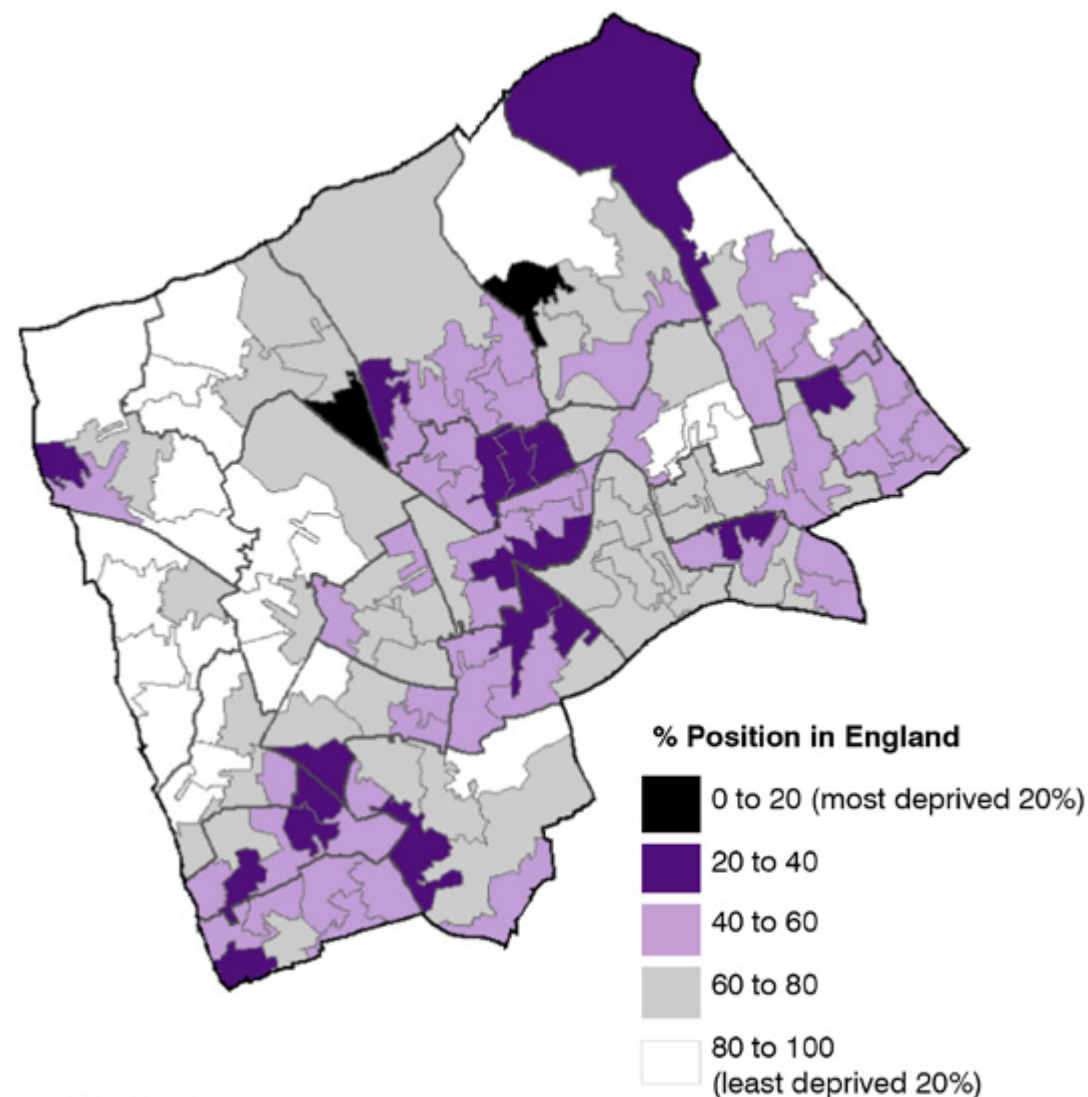 % Position in England
0 to 20 (most deprived 20%)
20 to 40
40 to 60
60 to 80
80 to 100
(least deprived 20%)